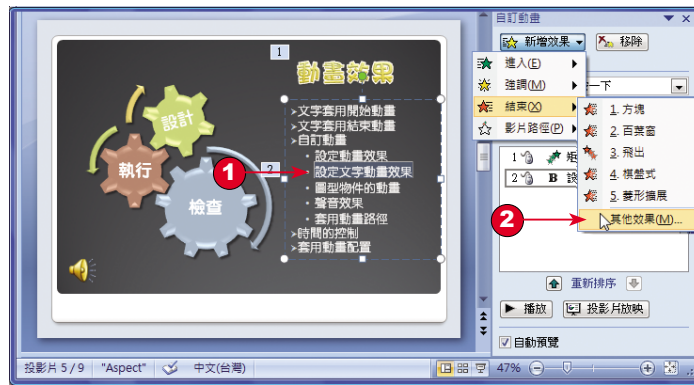 自訂動畫
新增效果
移除
進入(E)
強調(M)
結束(X)
影片路徑(P)
一下
1. 方塊
2. 百葉窗
3. 飛出
4. 棋盤式
5. 菱形擴展
其他效果(M)...
1
動畫效果
設計
執行
檢查
➢文字套用開始動畫
➢文字套用結束動畫
➢自訂動畫
• 設定動畫效果
1
2
• 設定文字動畫效果
• 圖型物件的動畫
• 聲音效果
• 套用動畫路徑
➢時間的控制
➢套用動畫配置
1
2 B 設
2
重新排序
播放
投影片放映
自動預覽
投影片 5 / 9 "Aspect" 中文(台灣)
47%